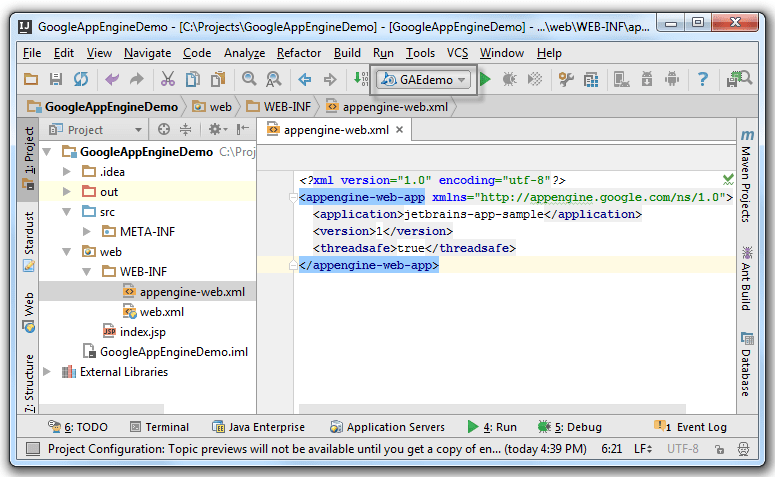 GoogleAppEngineDemo - [C:\Projects\GoogleAppEngineDemo] - [GoogleAppEngineDemo] - ...\web\WEB-INF\ap...
File Edit View Navigate Code Analyze Refactor Build Run Tools VCS Window Help
GAEdemo
GoogleAppEngineDemo web WEB-INF appengine-web.xml
1: Project
Stardust
Web
7: Structure
Project
GoogleAppEngineDemo C:\Proj
.idea
out
src
META-INF
web
WEB-INF
appengine-web.xml
web.xml
index.jsp
GoogleAppEngineDemo.iml
External Libraries
appengine-web.xml
<?xml version="1.0" encoding="utf-8"?>
<appengine-web-app xmlns="http://appengine.google.com/ns/1.0">
<application>jetbrains-app-sample</application>
<version>1</version>
<threadsafe>true</threadsafe>
</appengine-web-app>
Maven Projects
Ant Build
Database
6: TODO Terminal Java Enterprise Application Servers 4: Run 5: Debug 1 Event Log
Project Configuration: Topic previews will not be available until you get a copy of en... (today 4:39 PM) 6:21 LF UTF-8